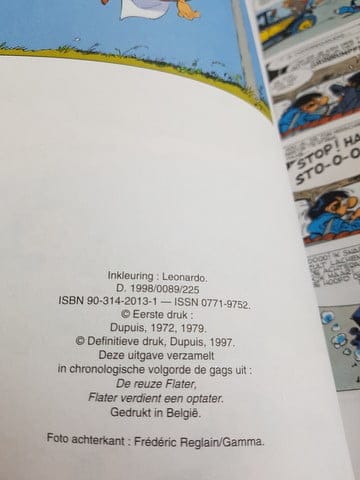 STOP! HA
STO-O-O
Inkleuring : Leonardo.
D. 1998/0089/225
ISBN 90-314-2013-1 — ISSN 0771-9752.
© Eerste druk :
Dupuis, 1972, 1979.
© Definitieve druk, Dupuis, 1997.
Deze uitgave verzamelt
in chronologische volgorde de gags uit :
De reuze Flater,
Flater verdient een optater.
Gedrukt in België.
Foto achterkant : Frédéric Reglain/Gamma.